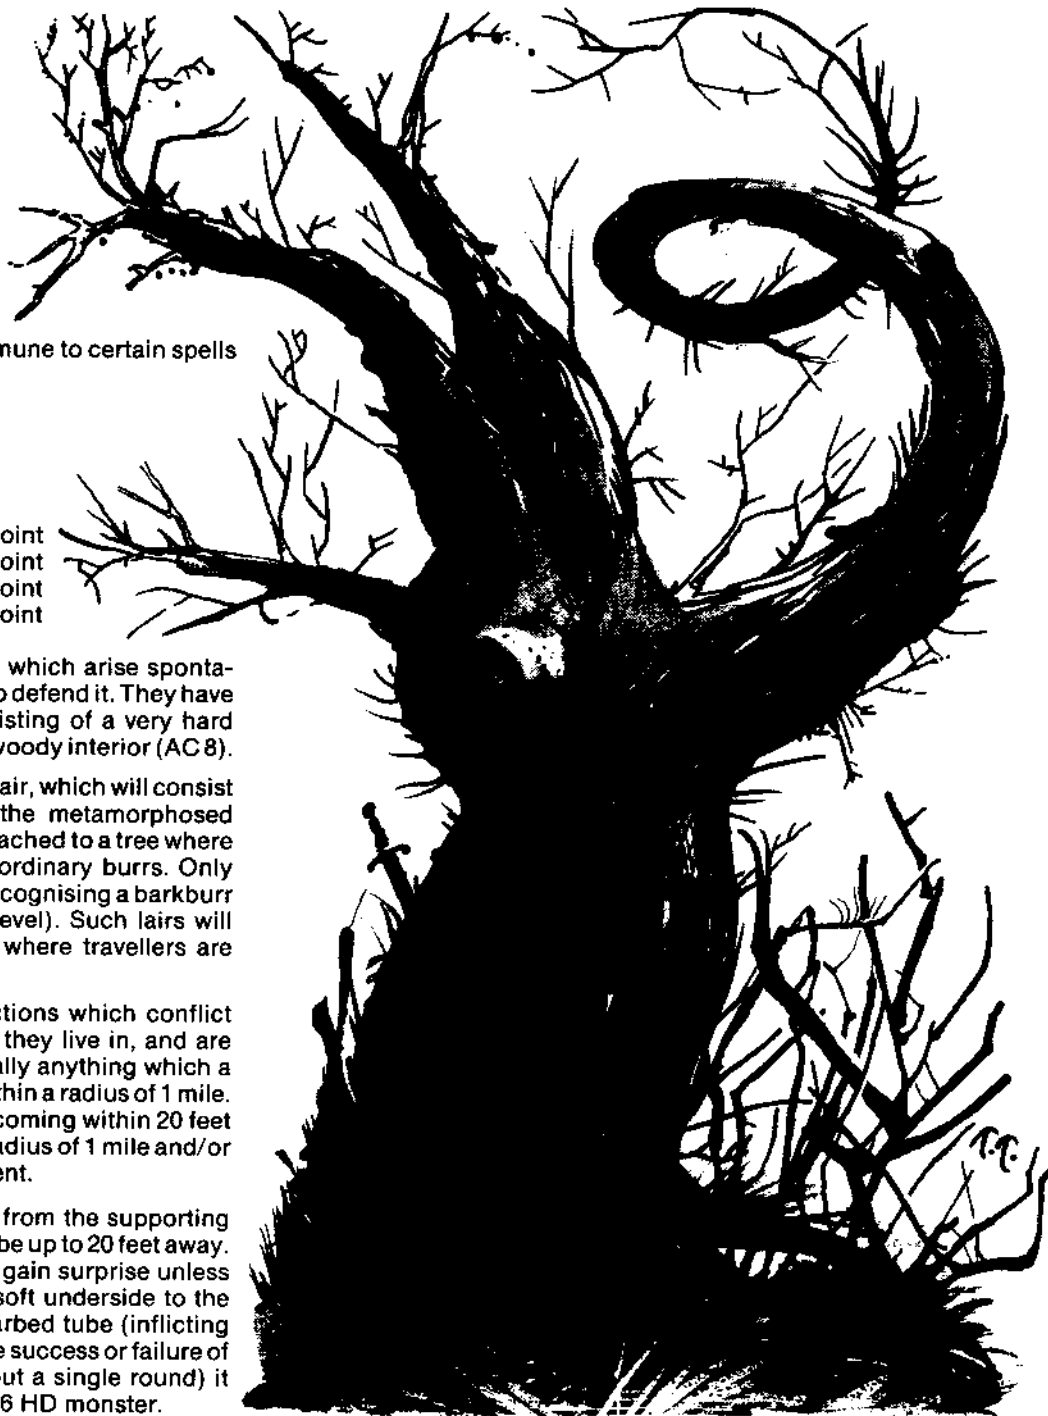 mune to certain spells
oint
oint
oint
oint
which arise sponta-
o defend it. They have
isting of a very hard
voody interior (AC 8).
air, which will consist
the metamorphosed
ached to a tree where
ordinary burrs. Only
cognising a barkburr
evel). Such lairs will
where travellers are
ctions which conflict
they live in, and are
ally anything which a
thin a radius of 1 mile.
coming within 20 feet
adius of 1 mile and/or
ent.
from the supporting
be up to 20 feet away.
gain surprise unless
soft underside to the
arbed tube (inflicting
e success or failure of
out a single round) it
6 HD monster.